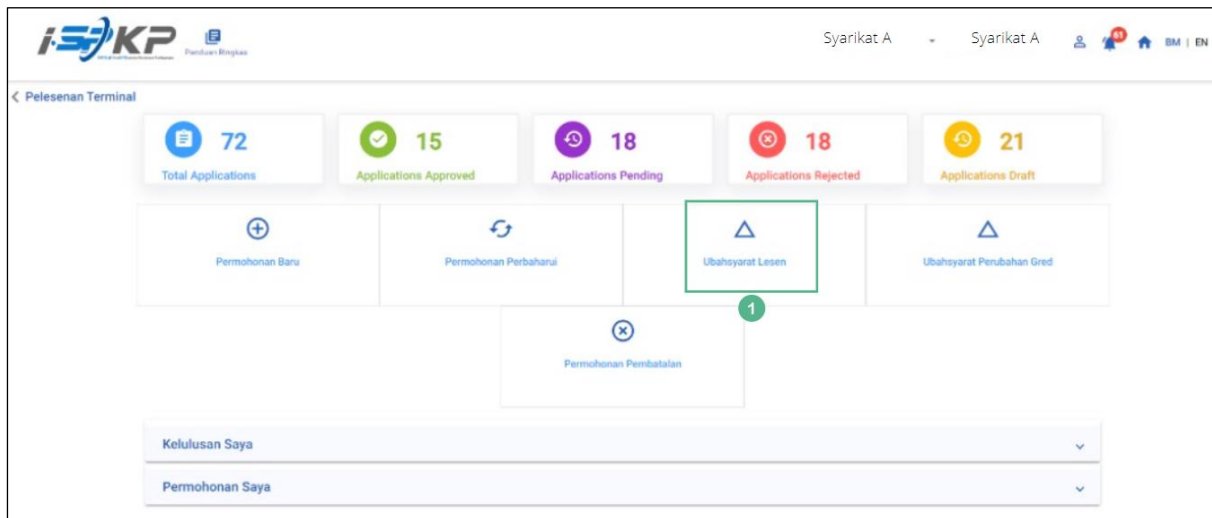 i-SPKP
Panduan Ringkas
Syarikat A
Syarikat A
61
BM | EN
Pelesenan Terminal
72
Total Applications
15
Applications Approved
18
Applications Pending
18
Applications Rejected
21
Applications Draft
Permohonan Baru
Permohonan Perbaharui
Ubahsyarat Lesen
Ubahsyarat Perubahan Gred
1
Permohonan Pembatalan
Kelulusan Saya
Permohonan Saya